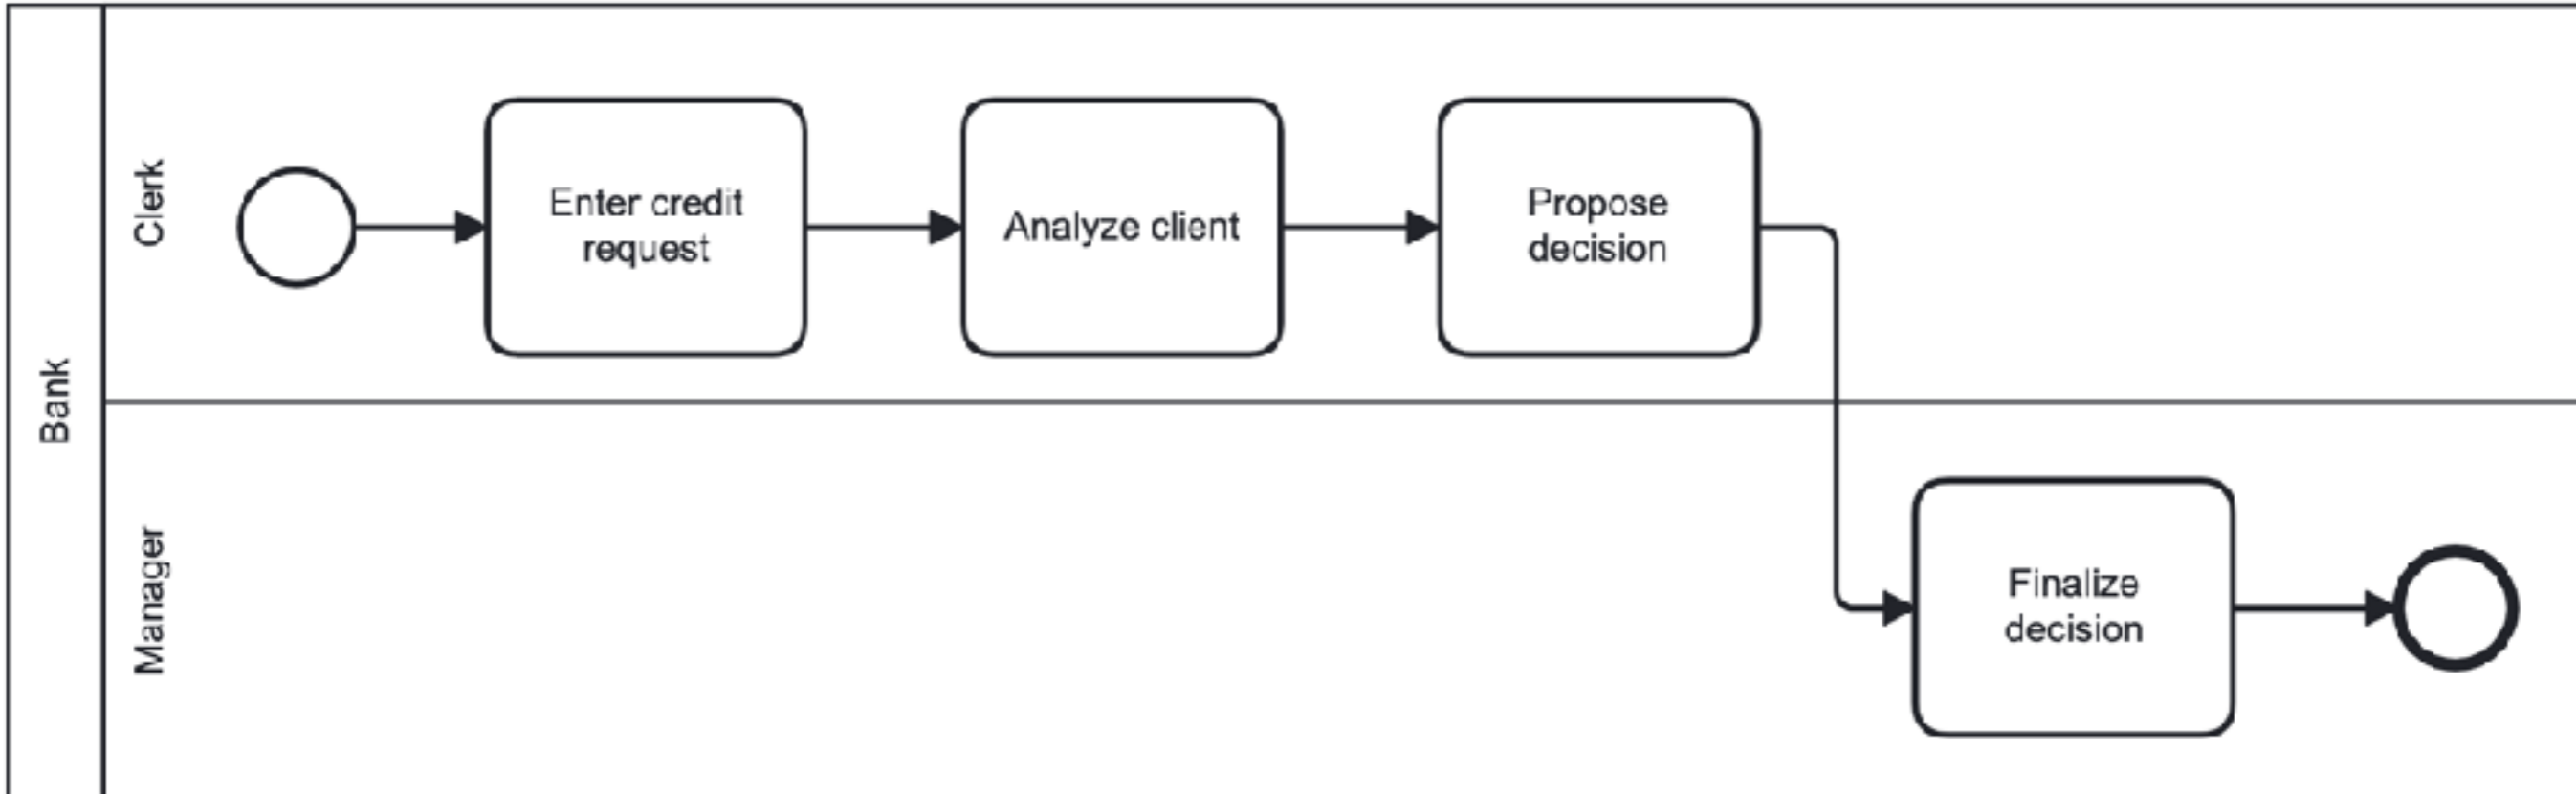 Bank
Clerk
Enter credit
request
Analyze client
Propose
decision
Manager
Finalize
decision